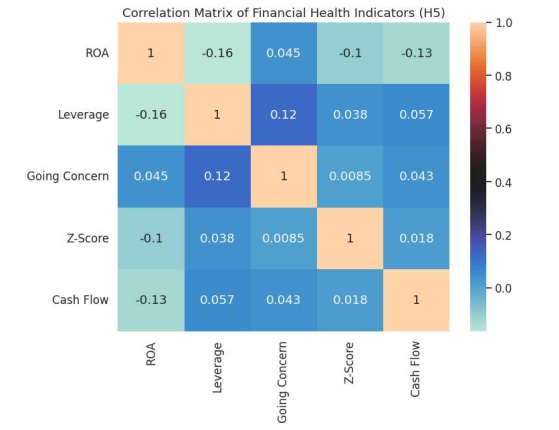 Correlation Matrix of Financial Health Indicators (H5)
ROA 1 -0.16 0.045 -0.1 -0.13
Leverage -0.16 1 0.12 0.038 0.057
Going Concern 0.045 0.12 1 0.0085 0.043
Z-Score -0.1 0.038 0.0085 1 0.018
Cash Flow -0.13 0.057 0.043 0.018 1
ROA
Leverage
Going Concern
Z-Score
Cash Flow
1.0
0.8
0.6
0.4
0.2
0.0